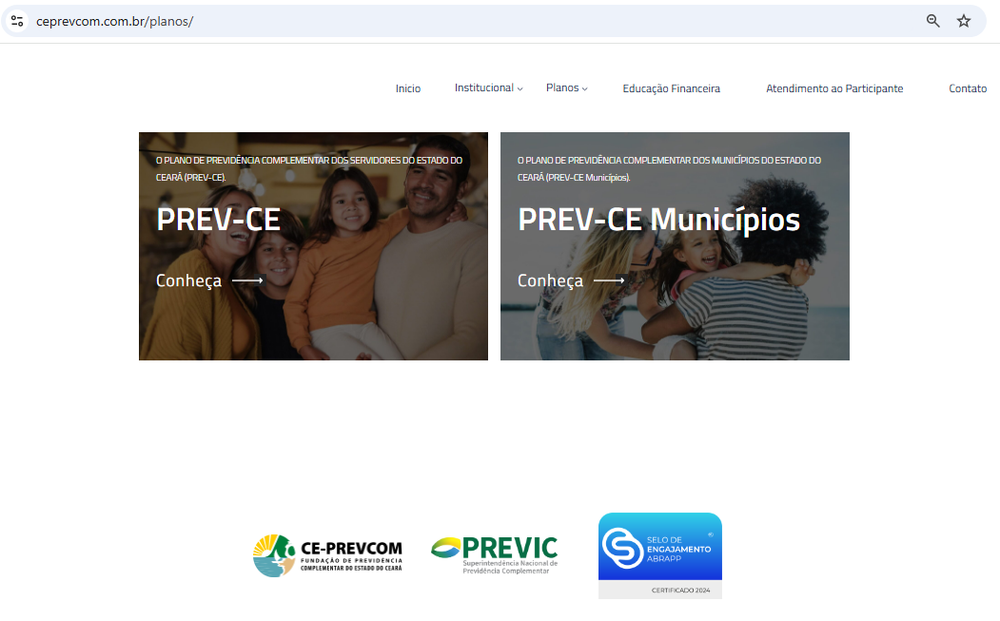 ceprevcom.com.br/planos/
Inicio Institucional Planos Educação Financeira Atendimento ao Participante Contato
O PLANO DE PREVIDÊNCIA COMPLEMENTAR DOS SERVIDORES DO ESTADO DO
CEARÁ (PREV-CE).
PREV-CE
Conheça
O PLANO DE PREVIDÊNCIA COMPLEMENTAR DOS MUNICÍPIOS DO ESTADO DO
CEARÁ (PREV-CE Municípios).
PREV-CE Municípios
Conheça
CE-PREVCOM
FUNDAÇÃO DE PREVIDÊNCIA
COMPLEMENTAR DO ESTADO DO CEARÁ
PREVIC
Superintendência Nacional de
Previdência Complementar
SELO DE
ENGAJAMENTO
ABRAPP
CERTIFICADO 2024